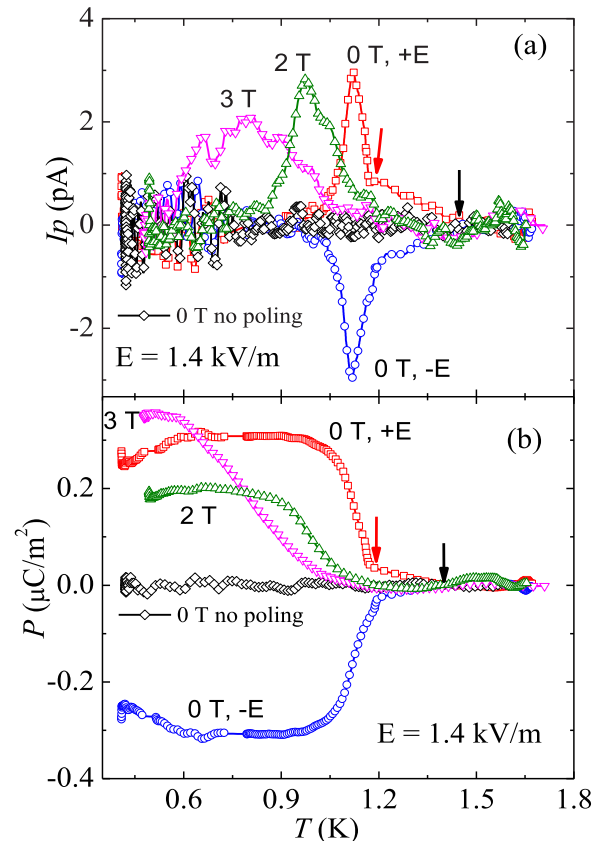 4
(a)
0 T, +E
2 T
3 T
2
0
-2
Ip (pA)
0 T no poling
E = 1.4 kV/m
0 T, -E
3 T
0 T, +E
(b)
0.2
2 T
0.0
0 T no poling
P (μC/m²)
-0.2
0 T, -E
E = 1.4 kV/m
-0.4
0.6 0.9 1.2 1.5 1.8
T (K)